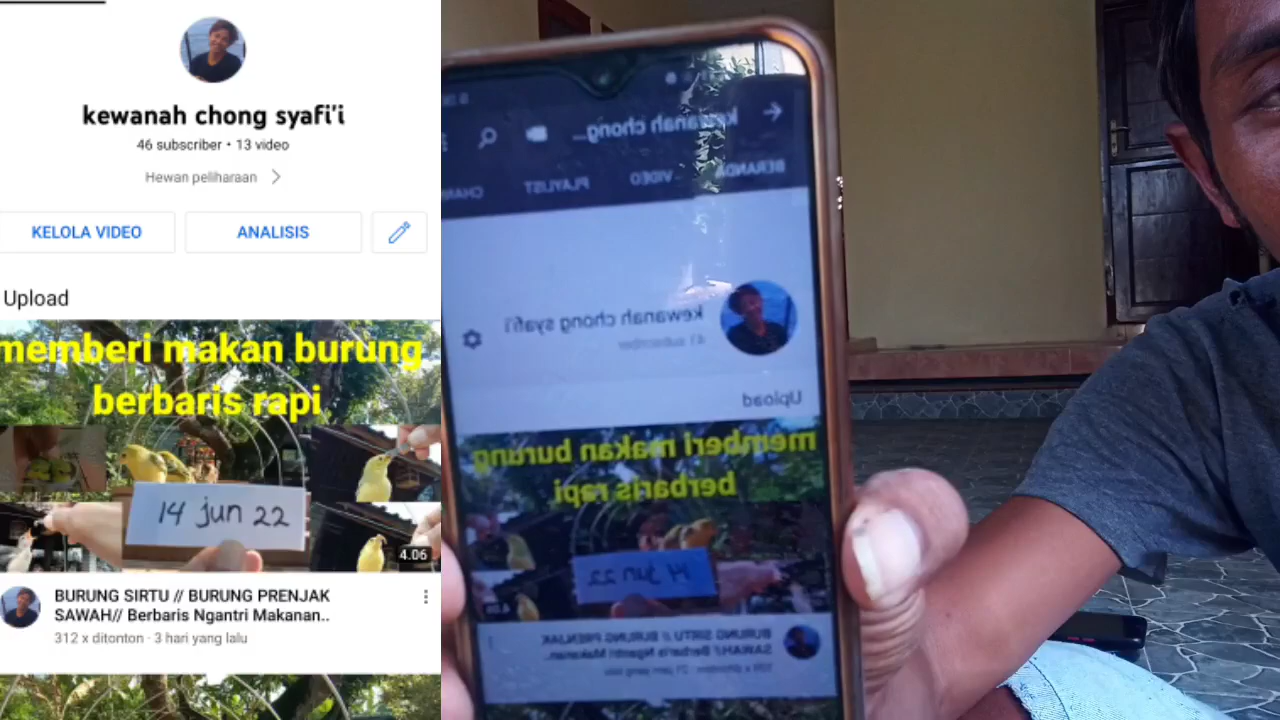 kewanah chong syafi'i
46 subscriber • 13 video
Hewan peliharaan
KELOLA VIDEO
ANALISIS
Upload
memberi makan burung
berbaris rapi
14 jun 22
4.06
BURUNG SIRTU // BURUNG PRENJAK
SAWAH// Berbaris Ngantri Makanan..
312 x ditonton · 3 hari yang lalu
kewanah chong...
BERANDA
VIDEO
PLAYLIST
kewanah chong syafi'i
41 subscriber
Upload
memberi makan burung
berbaris rapi
14 jun 22
BURUNG SIRTU // BURUNG PRENJAK
SAWAH// Berbaris Ngantri Makanan..